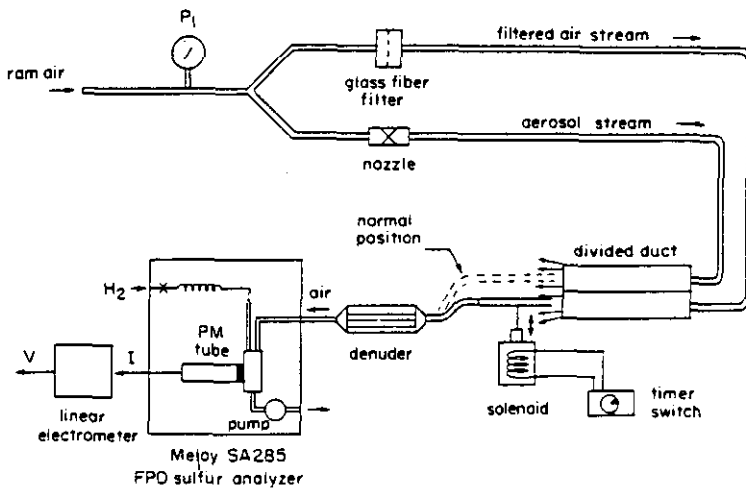 P₁
ram air
filtered air stream
glass fiber
filter
aerosol stream
nozzle
normal
position
divided duct
H₂
air
PM
tube
denuder
V
I
linear
electrometer
pump
solenoid
timer
switch
Meloy SA285
FPD sulfur analyzer